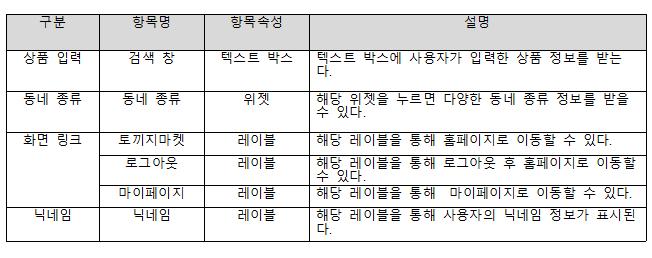 구분 항목명 항목속성 설명
상품 입력 검색 창 텍스트 박스 텍스트 박스에 사용자가 입력한 상품 정보를 받는
다.
동네 종류 동네 종류 위젯 해당 위젯을 누르면 다양한 동네 종류 정보를 받을
수 있다.
화면 링크 토끼지마켓 레이블 해당 레이블을 통해 홈페이지로 이동할 수 있다.
로그아웃 레이블 해당 레이블을 통해 로그아웃 후 홈페이지로 이동할
수 있다.
마이페이지 레이블 해당 레이블을 통해 마이페이지로 이동할 수 있다.
닉네임 닉네임 레이블 해당 레이블을 통해 사용자의 닉네임 정보가 표시된
다.